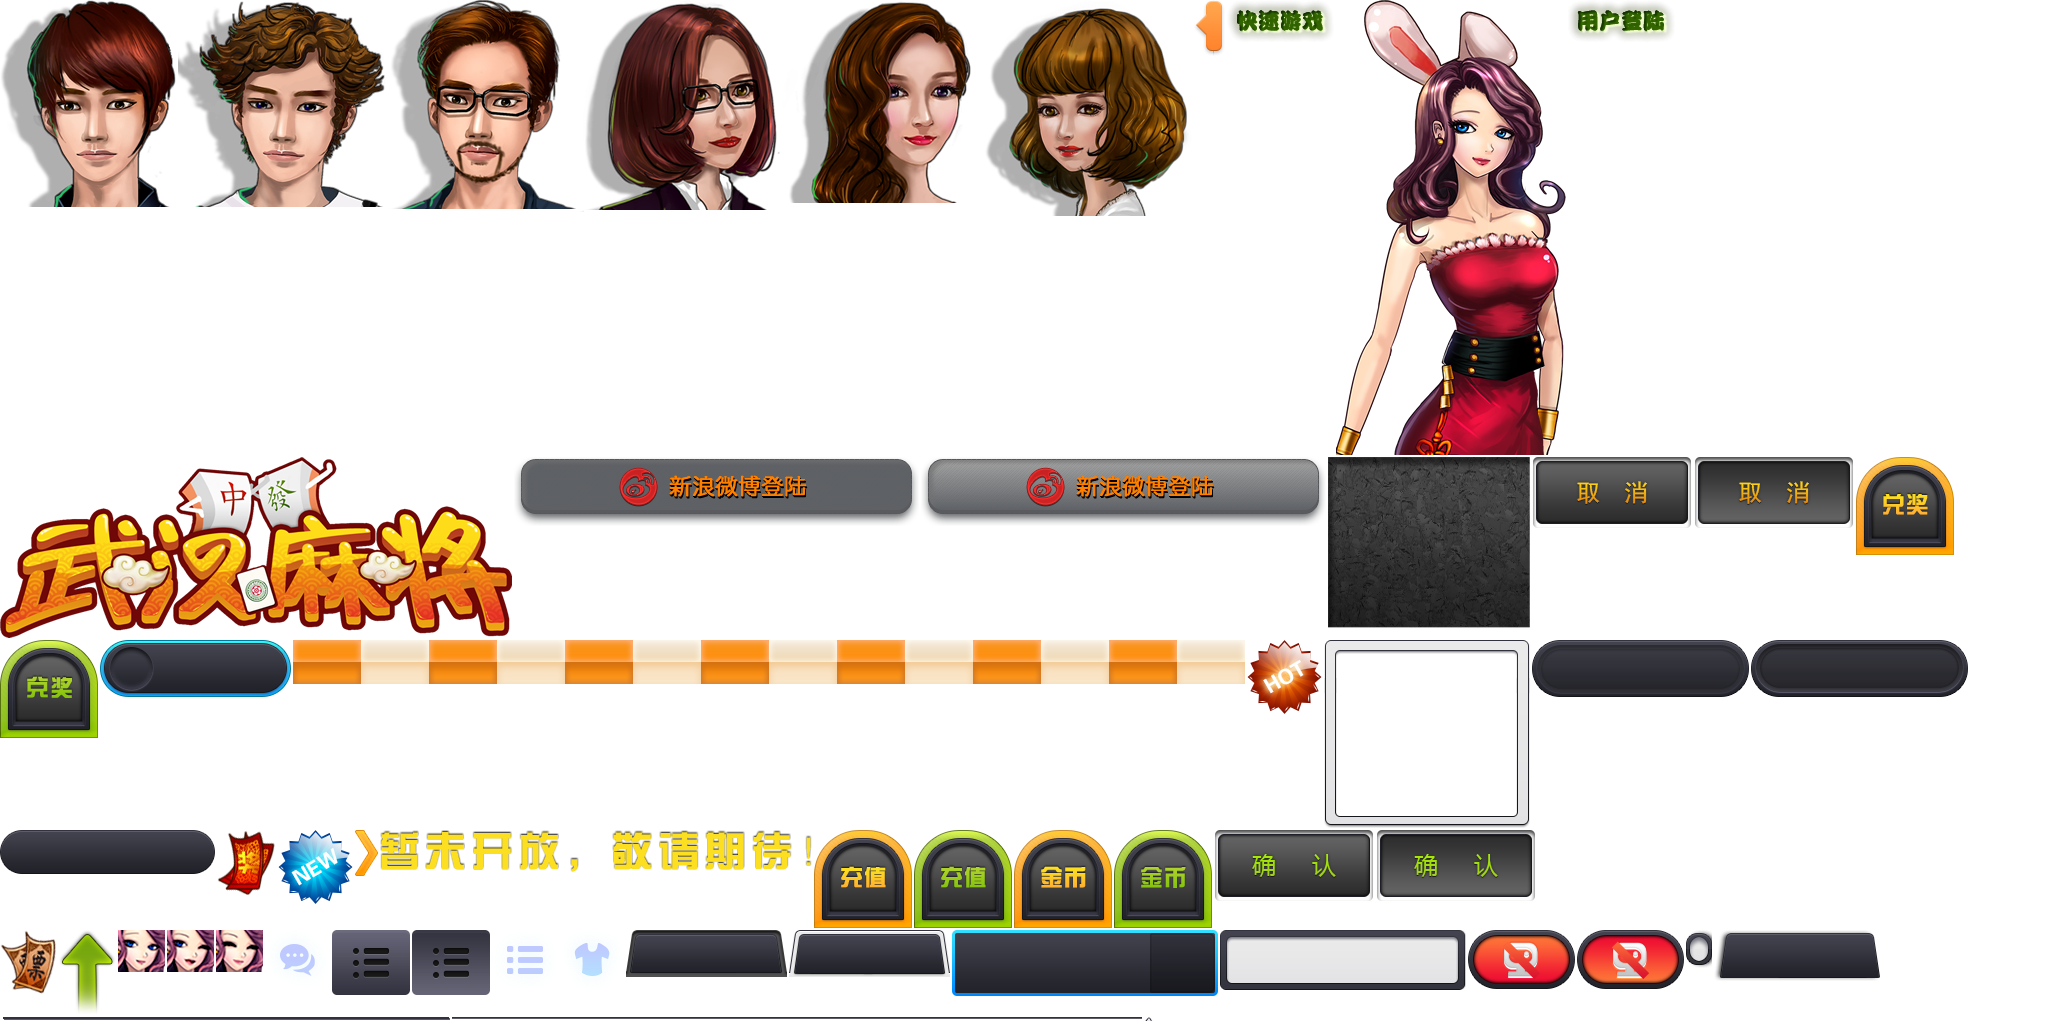 快速游戏
用户登陆
中
發
武汉麻将
新浪微博登陆
新浪微博登陆
取 消
取 消
兑奖
兑奖
HOT
奖
NEW
暂未开放，敬请期待！
充值
充值
金币
金币
确 认
确 认